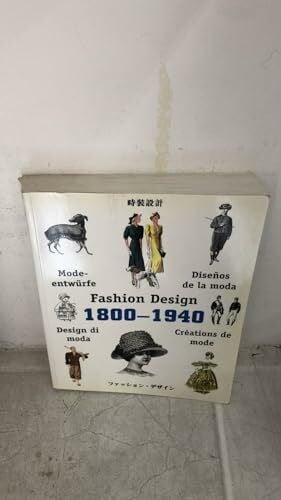 時裝設計
Mode-
entwürfe
Diseños
de la moda
Fashion Design
1800–1940
Design di
moda
Créations de
mode
ファッション・デザイン